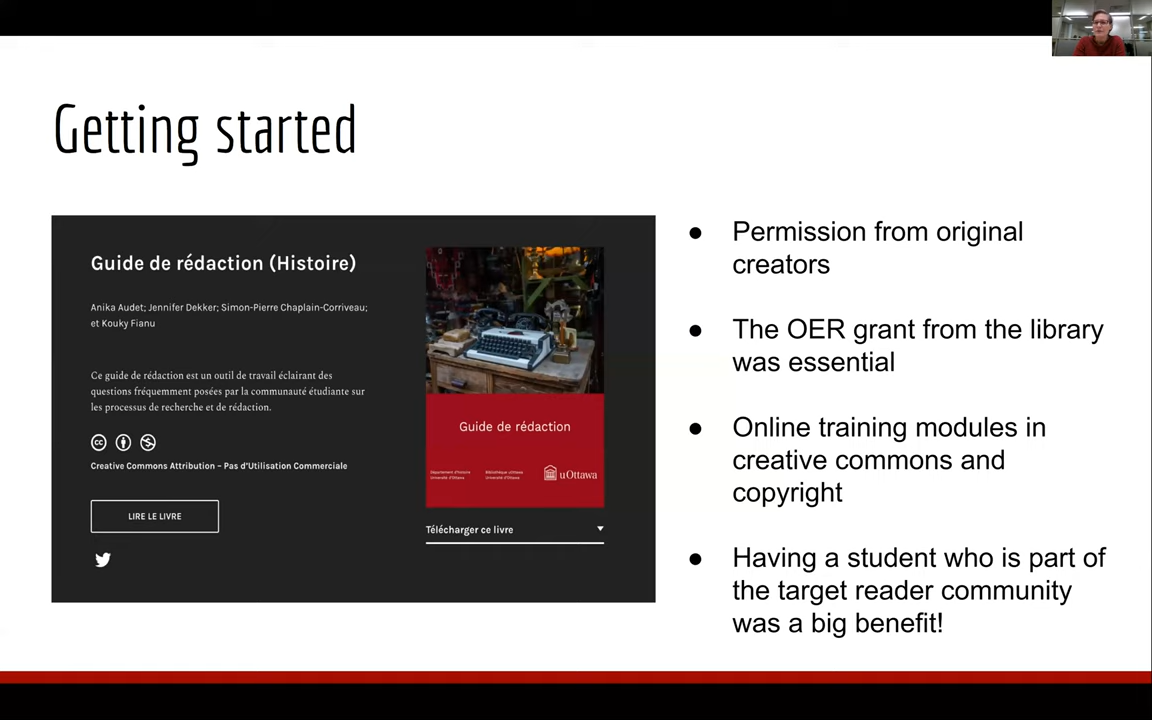 Getting started
Guide de rédaction (Histoire)
Anika Audet; Jennifer Dekker; Simon-Pierre Chaplain-Corriveau;
et Kouky Fianu
Ce guide de rédaction est un outil de travail éclairant des
questions fréquemment posées par la communauté étudiante sur
les processus de recherche et de rédaction.
Creative Commons Attribution – Pas d'Utilisation Commerciale
LIRE LE LIVRE
Guide de rédaction
Département d'histoire
Université d'Ottawa
Bibliothèque uOttawa
Université d'Ottawa
uOttawa
Télécharger ce livre
● Permission from original
creators
● The OER grant from the library
was essential
● Online training modules in
creative commons and
copyright
● Having a student who is part of
the target reader community
was a big benefit!